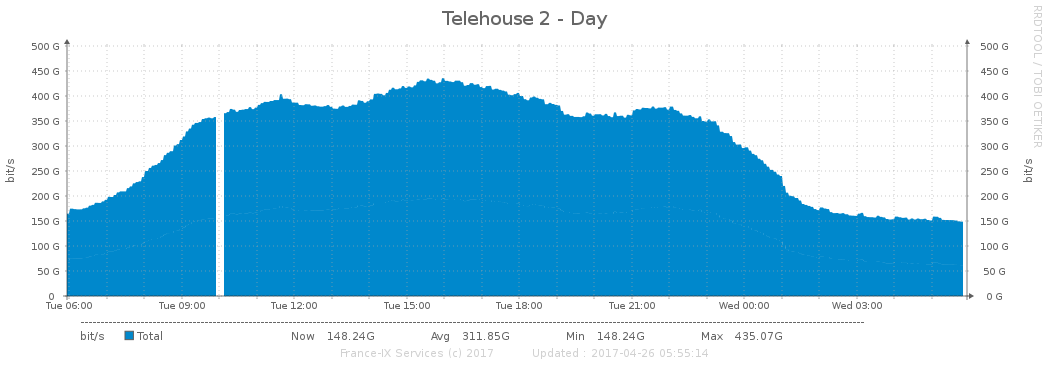 Telehouse 2 - Day
RRDTOOL / TOBI OETIKER
bit/s
bit/s
500 G 500 G
450 G 450 G
400 G 400 G
350 G 350 G
300 G 300 G
250 G 250 G
200 G 200 G
150 G 150 G
100 G 100 G
50 G 50 G
0 0 G
Tue 06:00 Tue 09:00 Tue 12:00 Tue 15:00 Tue 18:00 Tue 21:00 Wed 00:00 Wed 03:00
bit/s Total Now 148.24G Avg 311.85G Min 148.24G Max 435.07G
France-IX Services (c) 2017 Updated : 2017-04-26 05:55:14